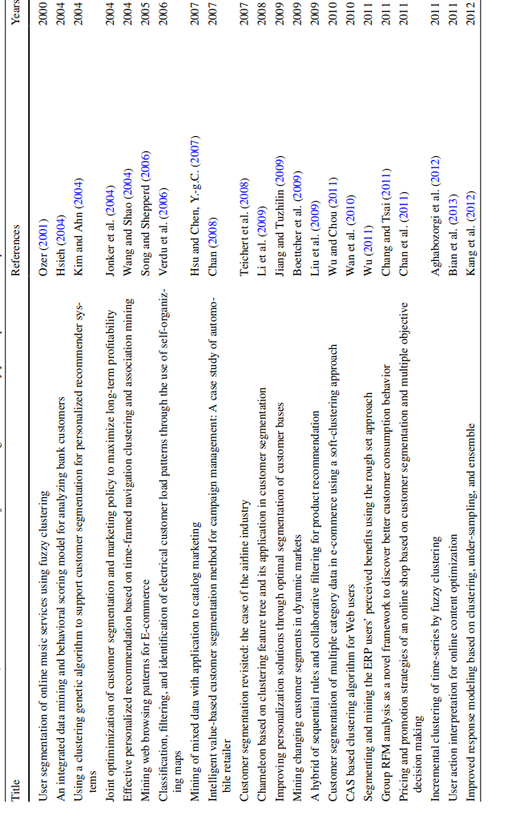 Title References Years
User segmentation of online music services using fuzzy clustering Ozer (2001) 2000
An integrated data mining and behavioral scoring model for analyzing bank customers Hsieh (2004) 2004
Using a clustering genetic algorithm to support customer segmentation for personalized recommender sys- Kim and Ahn (2004) 2004
tems
Joint optimimization of customer segmentation and marketing policy to maximize long-term profitability Jonker et al. (2004) 2004
Effective personalized recommendation based on time-framed navigation clustering and association mining Wang and Shao (2004) 2004
Mining web browsing patterns for E-commerce Song and Shepperd (2006) 2005
Classification, filtering, and identification of electrical customer load patterns through the use of self-organiz- Verdu et al. (2006) 2006
ing maps
Mining of mixed data with application to catalog marketing Hsu and Chen, Y.-g.C. (2007) 2007
Intelligent value-based customer segmentation method for campaign management: A case study of automo- Chan (2008) 2007
bile retailer
Customer segmentation revisited: the case of the airline industry Teichert et al. (2008) 2007
Chameleon based on clustering feature tree and its application in customer segmentation Li et al. (2009) 2008
Improving personalization solutions through optimal segmentation of customer bases Jiang and Tuzhilin (2009) 2009
Mining changing customer segments in dynamic markets Boettcher et al. (2009) 2009
A hybrid of sequential rules and collaborative filtering for product recommendation Liu et al. (2009) 2009
Customer segmentation of multiple category data in e-commerce using a soft-clustering approach Wu and Chou (2011) 2010
CAS based clustering algorithm for Web users Wan et al. (2010) 2010
Segmenting and mining the ERP users' perceived benefits using the rough set approach Wu (2011) 2011
Group RFM analysis as a novel framework to discover better customer consumption behavior Chang and Tsai (2011) 2011
Pricing and promotion strategies of an online shop based on customer segmentation and multiple objective Chan et al. (2011) 2011
decision making
Incremental clustering of time-series by fuzzy clustering Aghabozorgi et al. (2012) 2011
User action interpretation for online content optimization Bian et al. (2013) 2011
Improved response modeling based on clustering, under-sampling, and ensemble Kang et al. (2012) 2012